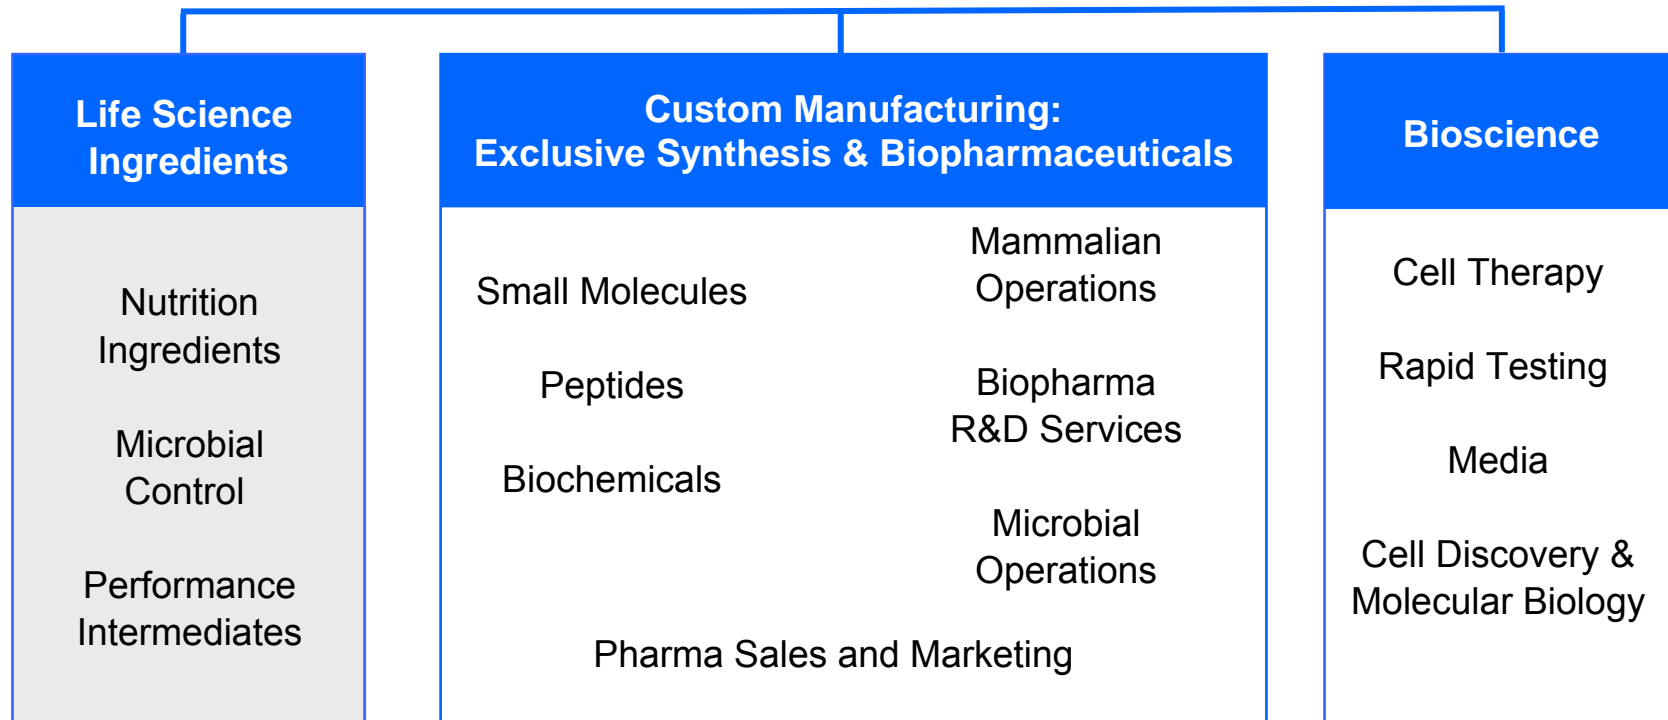 Life Science
Ingredients
Nutrition
Ingredients
Microbial
Control
Performance
Intermediates
Custom Manufacturing:
Exclusive Synthesis & Biopharmaceuticals
Small Molecules
Peptides
Biochemicals
Mammalian
Operations
Biopharma
R&D Services
Microbial
Operations
Pharma Sales and Marketing
Bioscience
Cell Therapy
Rapid Testing
Media
Cell Discovery &
Molecular Biology